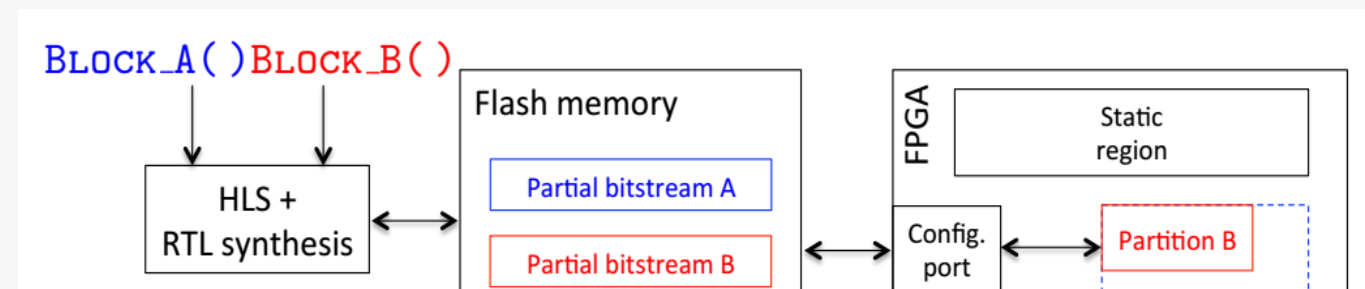 BLOCK_A()BLOCK_B()
HLS +
RTL synthesis
Flash memory
Partial bitstream A
Partial bitstream B
FPGA
Static
region
Config.
port
Partition B